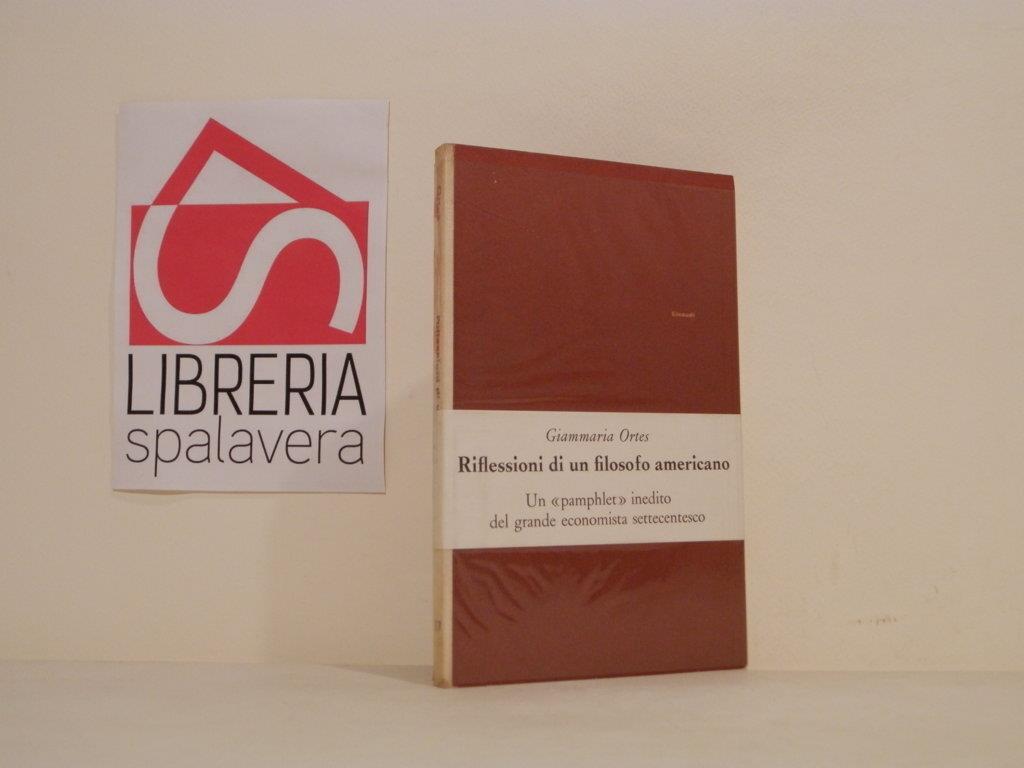 LIBRERIA
spalavera
Einaudi
Giammaria Ortes
Riflessioni di un filosofo americano
Un «pamphlet» inedito
del grande economista settecentesco